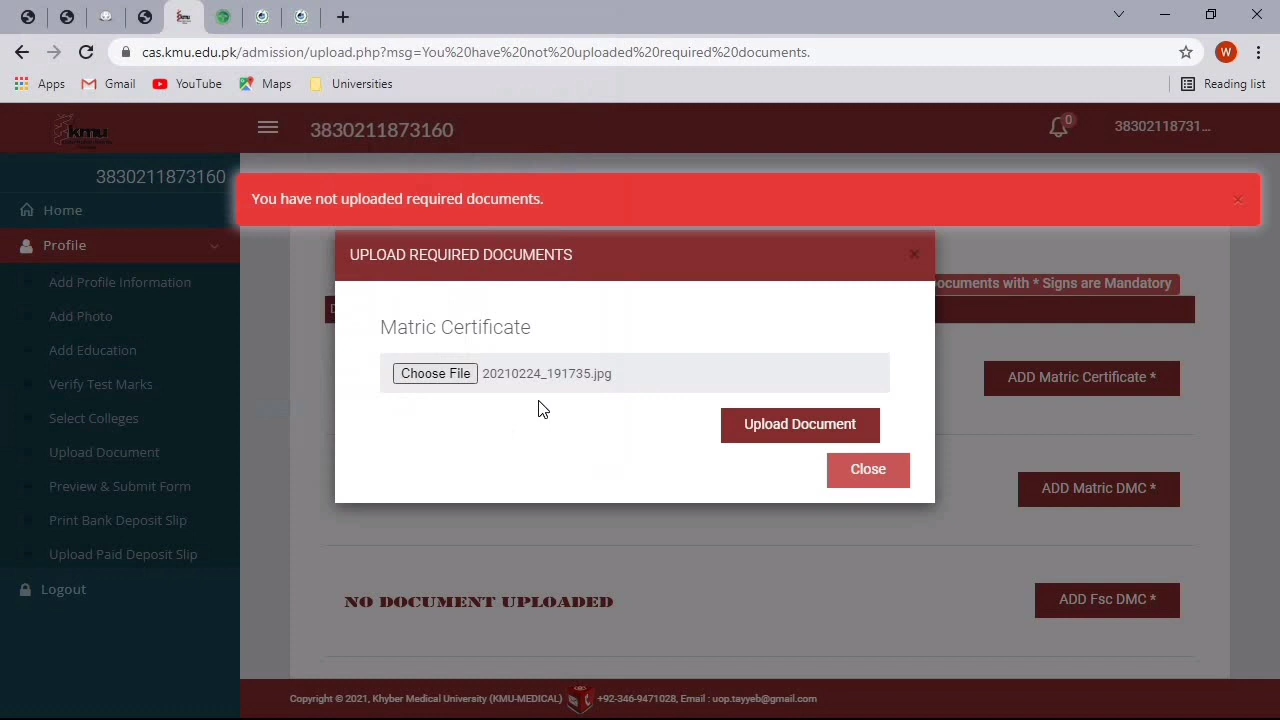 cas.kmu.edu.pk/admission/upload.php?msg=You%20have%20not%20uploaded%20required%20documents.
W
Apps Gmail YouTube Maps Universities Reading list
kmu
3830211873160
0
38302118731...
3830211873160
Home
Profile
Add Profile Information
Add Photo
Add Education
Verify Test Marks
Select Colleges
Upload Document
Preview & Submit Form
Print Bank Deposit Slip
Upload Paid Deposit Slip
Logout
You have not uploaded required documents. ×
UPLOAD REQUIRED DOCUMENTS ×
ocuments with * Signs are Mandatory
Matric Certificate
Choose File 20210224_191735.jpg
Upload Document
Close
ADD Matric Certificate *
ADD Matric DMC *
NO DOCUMENT UPLOADED
ADD Fsc DMC *
Copyright © 2021, Khyber Medical University (KMU-MEDICAL) +92-346-9471028, Email : uop.tayyeb@gmail.com